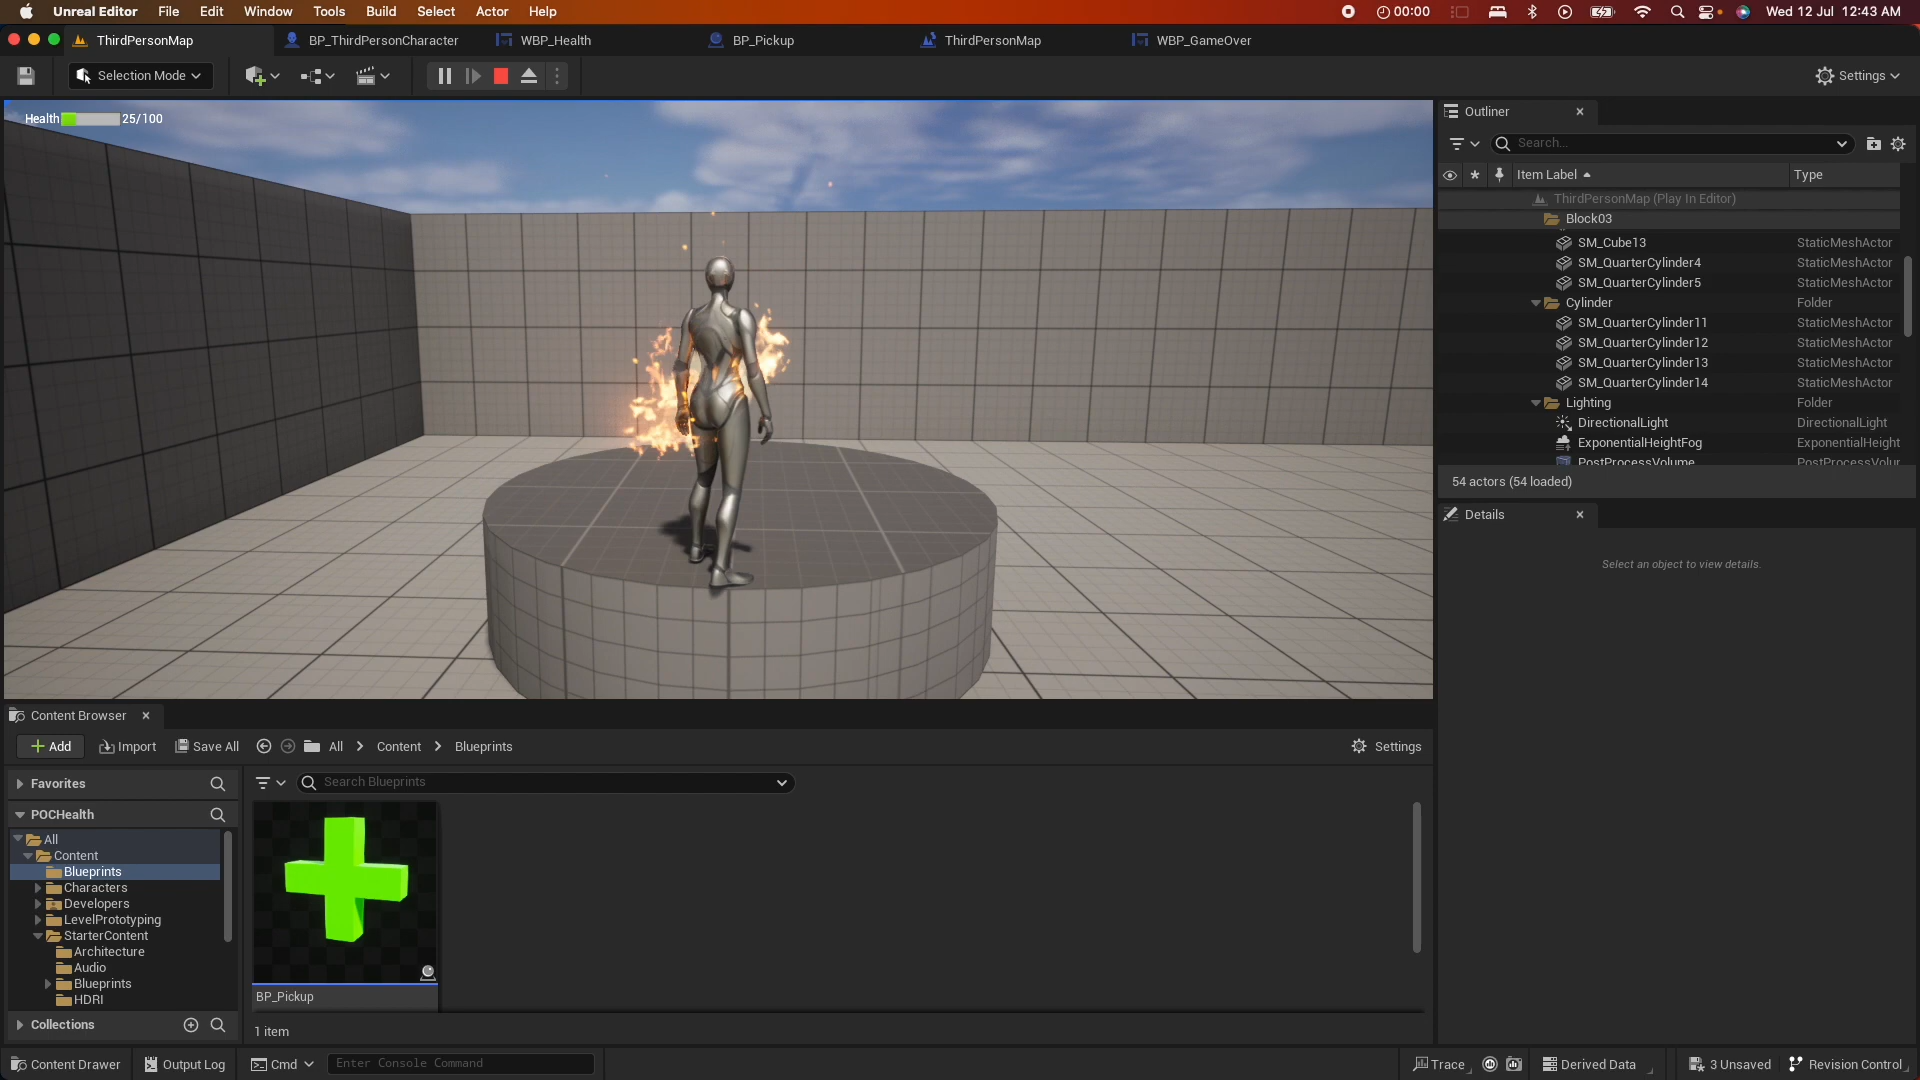 Unreal Editor File Edit Window Tools Build Select Actor Help 00:00 Wed 12 Jul 12:43 AM
ThirdPersonMap BP_ThirdPersonCharacter WBP_Health BP_Pickup ThirdPersonMap WBP_GameOver
Selection Mode Settings
Health 25/100
Outliner
Search...
Item Label Type
ThirdPersonMap (Play In Editor)
Block03
SM_Cube13 StaticMeshActor
SM_QuarterCylinder4 StaticMeshActor
SM_QuarterCylinder5 StaticMeshActor
Cylinder Folder
SM_QuarterCylinder11 StaticMeshActor
SM_QuarterCylinder12 StaticMeshActor
SM_QuarterCylinder13 StaticMeshActor
SM_QuarterCylinder14 StaticMeshActor
Lighting Folder
DirectionalLight DirectionalLight
ExponentialHeightFog ExponentialHeight
PostProcessVolume PostProcessVolur
54 actors (54 loaded)
Details
Select an object to view details.
Content Browser
Add Import Save All All Content Blueprints Settings
Favorites
Search Blueprints
POCHealth
All
Content
Blueprints
Characters
Developers
LevelPrototyping
StarterContent
Architecture
Audio
Blueprints
HDRI
Collections
BP_Pickup
1 item
Content Drawer Output Log Cmd Enter Console Command Trace Derived Data 3 Unsaved Revision Control